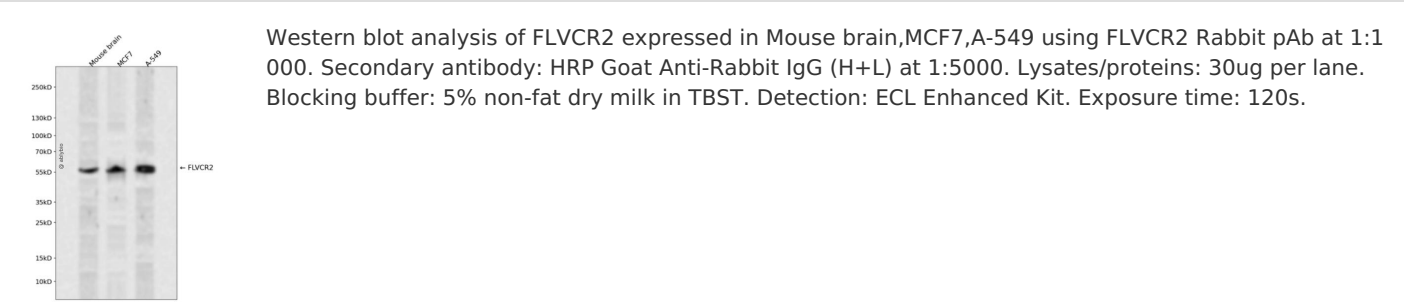 Mouse brain
MCF7
A-549
250kD
130kD
100kD
70kD
55kD
35kD
25kD
15kD
10kD
← FLVCR2
Western blot analysis of FLVCR2 expressed in Mouse brain,MCF7,A-549 using FLVCR2 Rabbit pAb at 1:1
000. Secondary antibody: HRP Goat Anti-Rabbit IgG (H+L) at 1:5000. Lysates/proteins: 30ug per lane.
Blocking buffer: 5% non-fat dry milk in TBST. Detection: ECL Enhanced Kit. Exposure time: 120s.